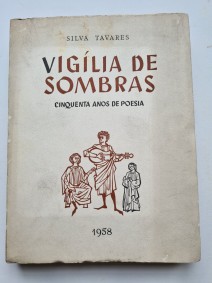 SILVA TAVARES
VIGÍLIA DE
SOMBRAS
CINQUENTA ANOS DE POESIA
1958